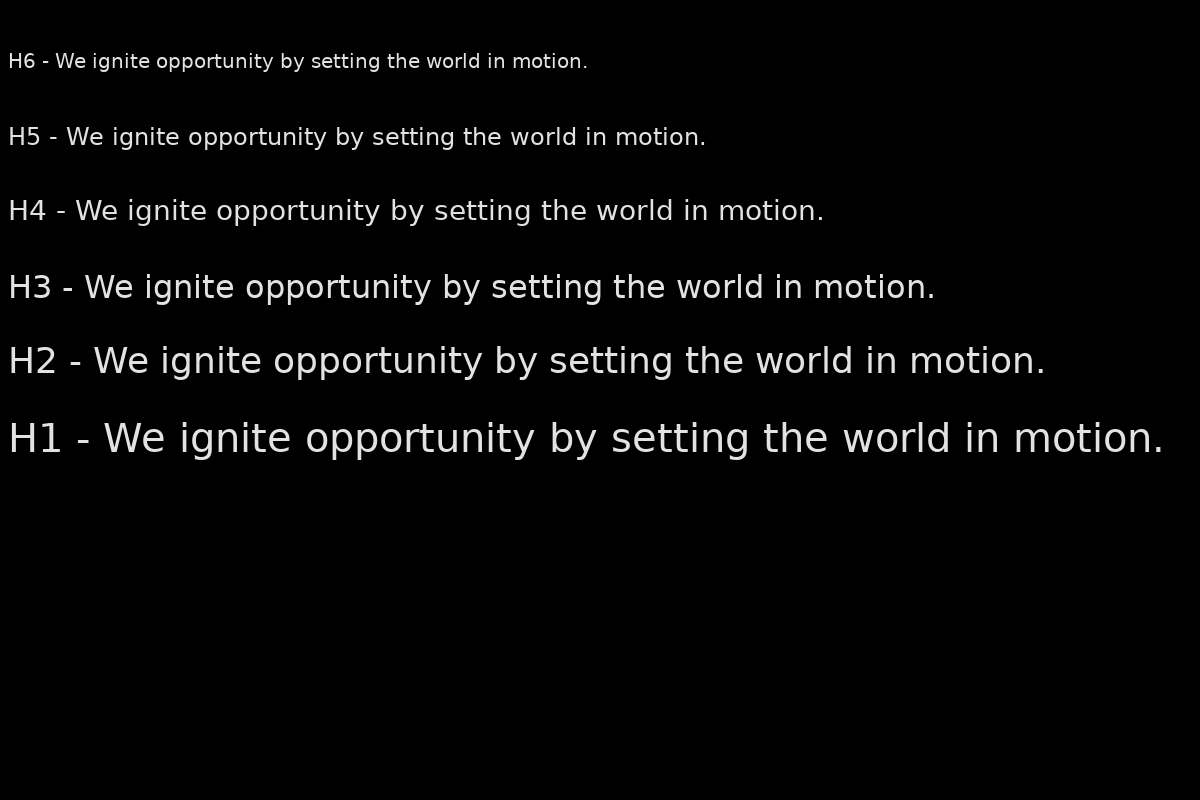 H6 - We ignite opportunity by setting the world in motion.
H5 - We ignite opportunity by setting the world in motion.
H4 - We ignite opportunity by setting the world in motion.
H3 - We ignite opportunity by setting the world in motion.
H2 - We ignite opportunity by setting the world in motion.
H1 - We ignite opportunity by setting the world in motion.